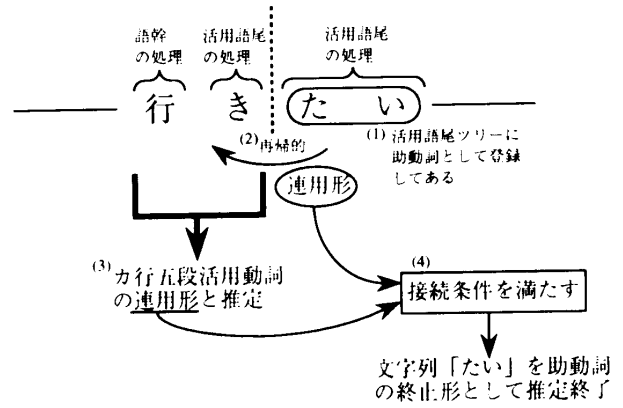 語幹
の処理
活用語尾
の処理
活用語尾
の処理
行 き たい
(1) 活用語尾ツリーに
助動詞として登録
してある
(2) 再帰的
連用形
(3) カ行五段活用動詞
の連用形と推定
(4)
接続条件を満たす
文字列「たい」を助動詞
の終止形として推定終了